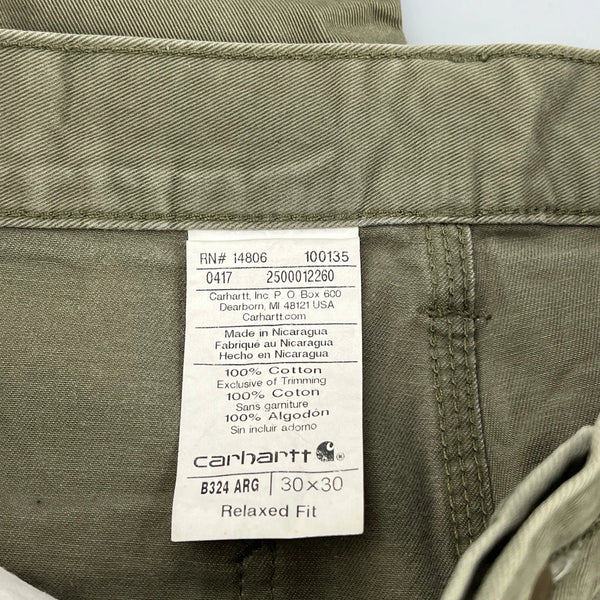 RN# 14806 100135
0417 2500012260
Carhartt, Inc. P. O. Box 600
Dearborn, MI 48121 USA
Carhartt.com
Made in Nicaragua
Fabriqué au Nicaragua
Hecho en Nicaragua
100% Cotton
Exclusive of Trimming
100% Coton
Sans garniture
100% Algodón
Sin incluir adorno
carhartt ®
B324 ARG 30×30
Relaxed Fit